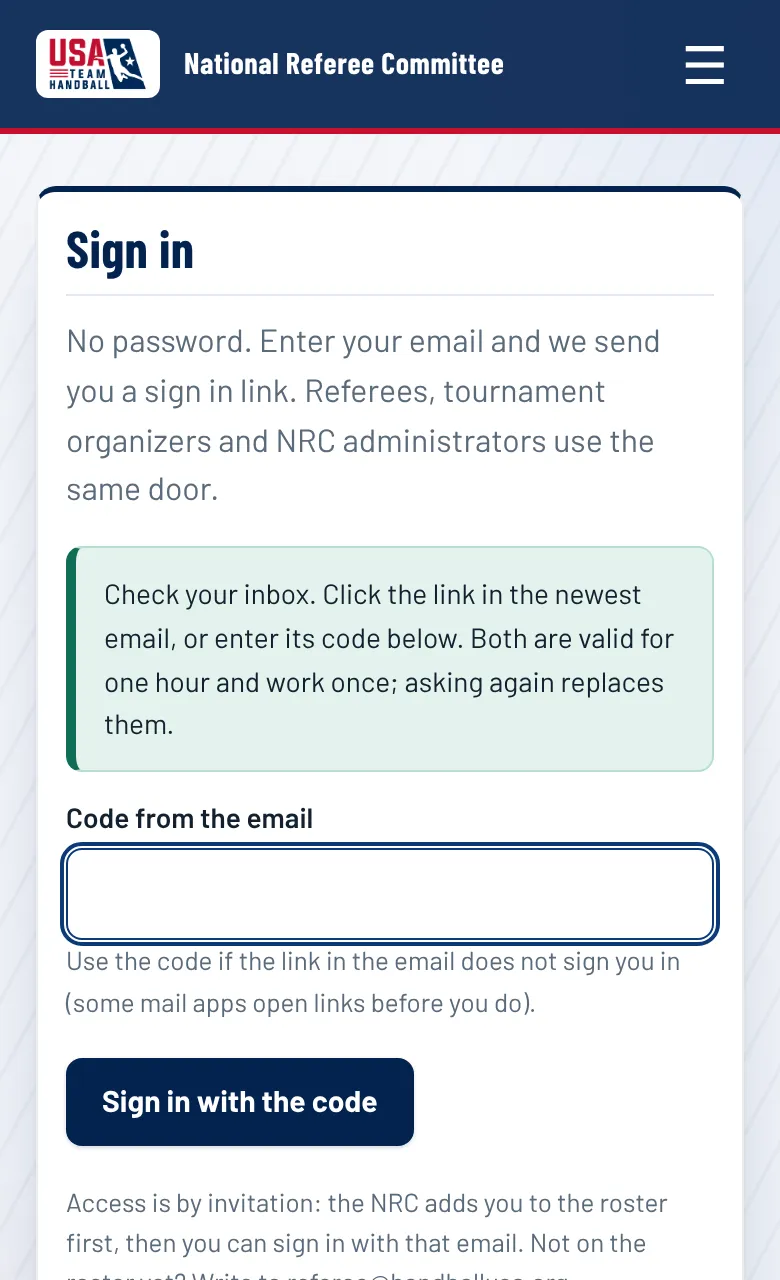 USA
TEAM
HANDBALL
National Referee Committee
Sign in
No password. Enter your email and we send
you a sign in link. Referees, tournament
organizers and NRC administrators use the
same door.
Check your inbox. Click the link in the newest
email, or enter its code below. Both are valid for
one hour and work once; asking again replaces
them.
Code from the email
Use the code if the link in the email does not sign you in
(some mail apps open links before you do).
Sign in with the code
Access is by invitation: the NRC adds you to the roster
first, then you can sign in with that email. Not on the